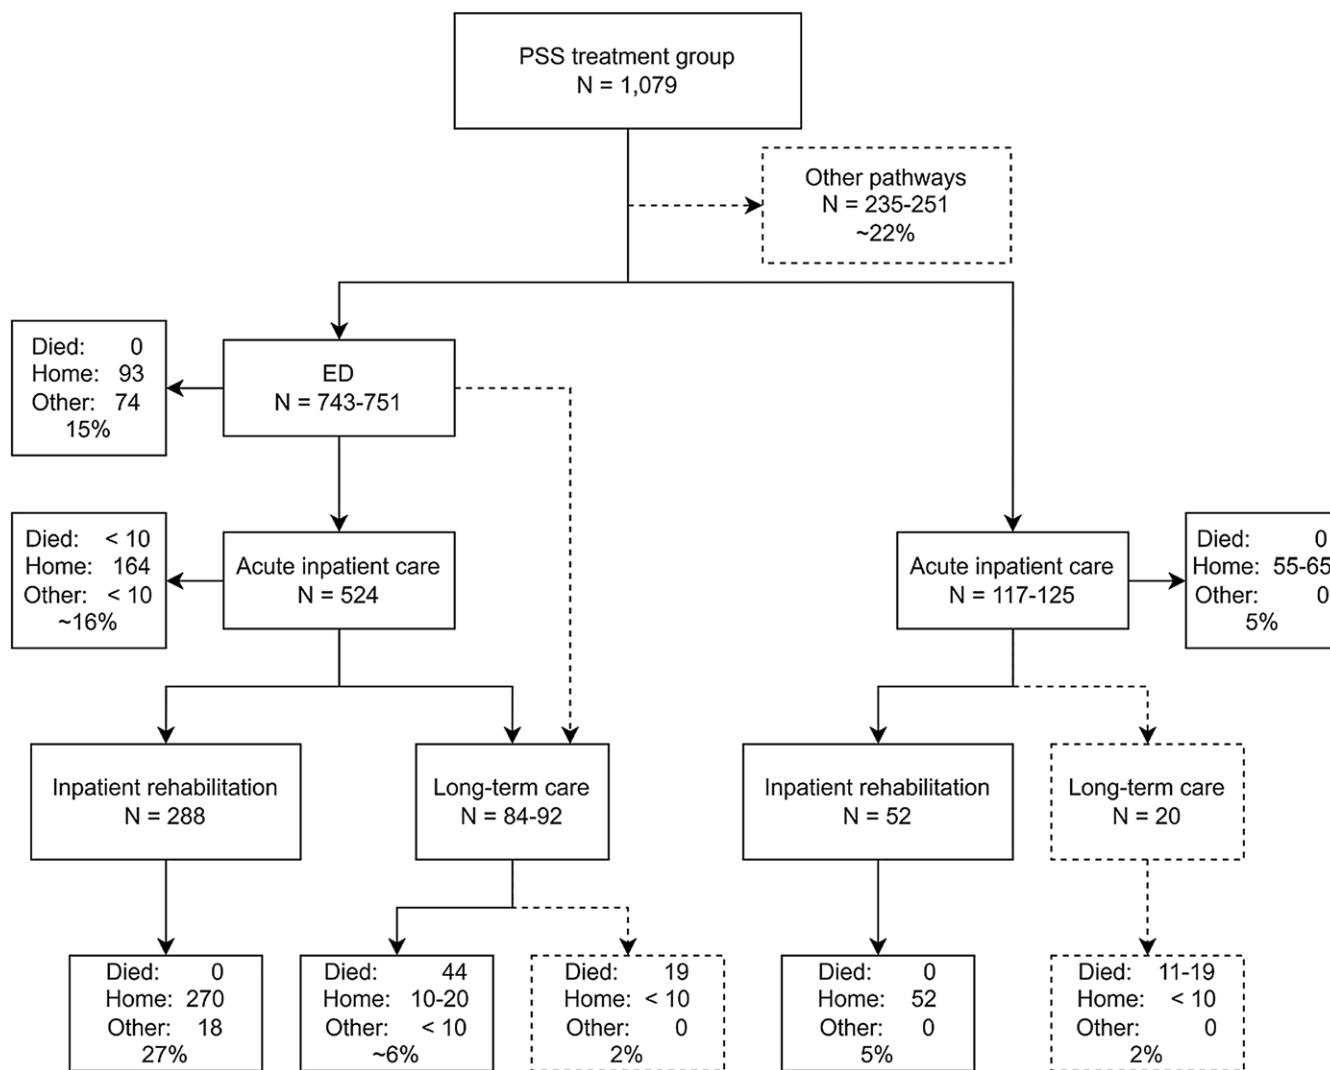 PSS treatment group
N = 1,079
Other pathways
N = 235-251
~22%
Died: 0
Home: 93
Other: 74
15%
ED
N = 743-751
Died: < 10
Home: 164
Other: < 10
~16%
Acute inpatient care
N = 524
Acute inpatient care
N = 117-125
Died: 0
Home: 55-65
Other: 0
5%
Inpatient rehabilitation
N = 288
Long-term care
N = 84-92
Inpatient rehabilitation
N = 52
Long-term care
N = 20
Died: 0
Home: 270
Other: 18
27%
Died: 44
Home: 10-20
Other: < 10
~6%
Died: 19
Home: < 10
Other: 0
2%
Died: 0
Home: 52
Other: 0
5%
Died: 11-19
Home: < 10
Other: 0
2%